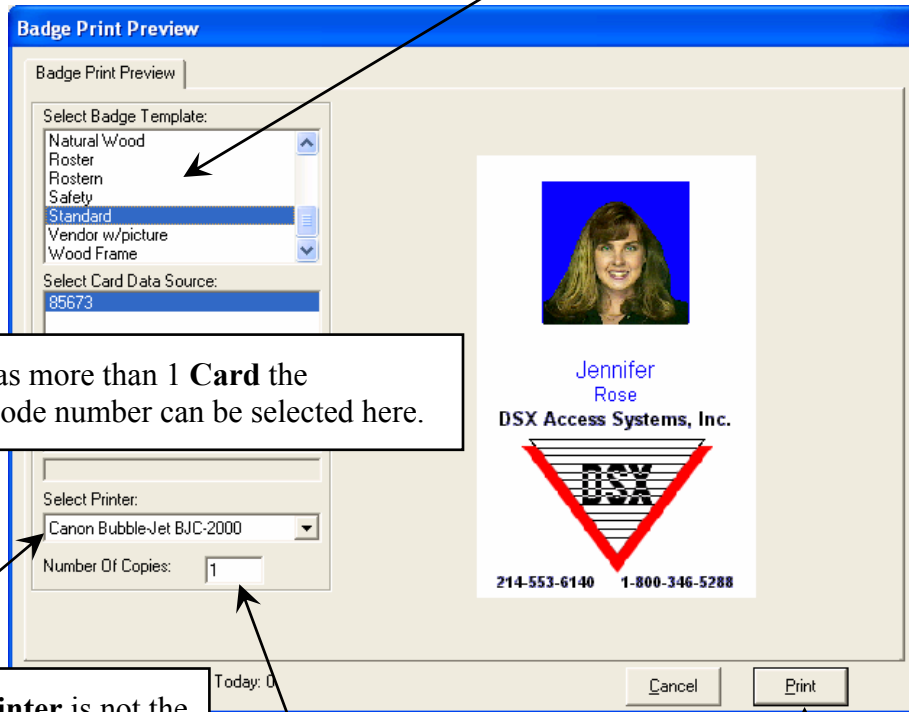 Badge Print Preview
Badge Print Preview
Select Badge Template:
Natural Wood
Roster
Rostern
Safety
Standard
Vendor w/picture
Wood Frame
Select Card Data Source:
85673
as more than 1 Card the
ode number can be selected here.
Select Printer:
Canon Bubble-Jet BJC-2000
Number Of Copies: 1
Jennifer
Rose
DSX Access Systems, Inc.
DSX
214-553-6140 1-800-346-5288
inter is not the
Today: 0
Cancel
Print